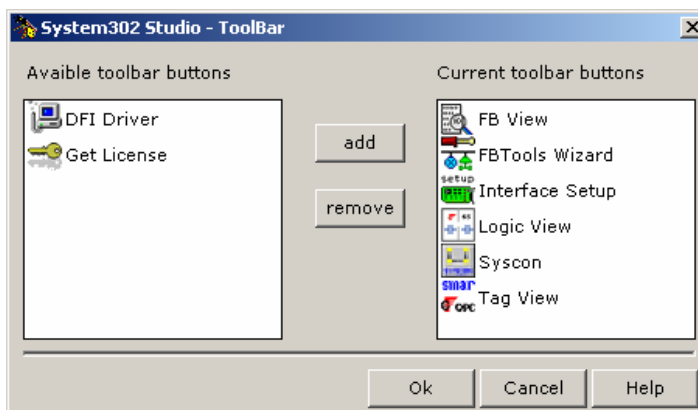 System302 Studio - ToolBar
Avaible toolbar buttons
Current toolbar buttons
DFI Driver
Get License
add
remove
FB View
FBTools Wizard
setup
Interface Setup
Logic View
Syscon
smar
OPC
Tag View
Ok
Cancel
Help